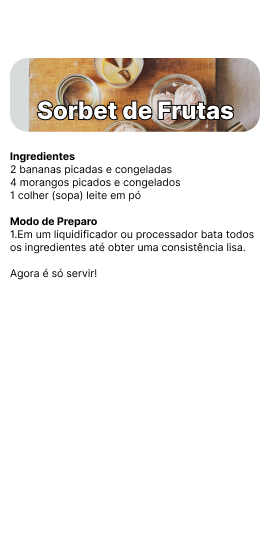 Sorbet de Frutas
Ingredientes
2 bananas picadas e congeladas
4 morangos picados e congelados
1 colher (sopa) leite em pó
Modo de Preparo
1.Em um liquidificador ou processador bata todos
os ingredientes até obter uma consistência lisa.
Agora é só servir!